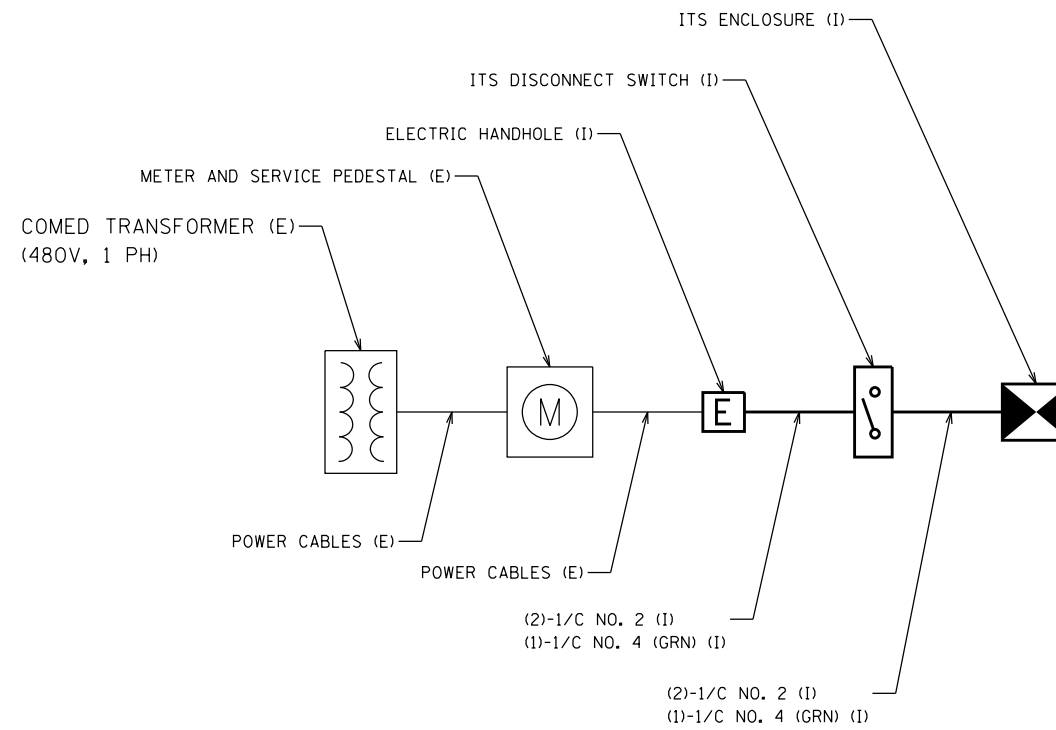 ITS ENCLOSURE (I)
ITS DISCONNECT SWITCH (I)
ELECTRIC HANDHOLE (I)
METER AND SERVICE PEDESTAL (E)
COMED TRANSFORMER (E)
(480V, 1 PH)
M
E
POWER CABLES (E)
POWER CABLES (E)
(2)-1/C NO. 2 (I)
(1)-1/C NO. 4 (GRN) (I)
(2)-1/C NO. 2 (I)
(1)-1/C NO. 4 (GRN) (I)